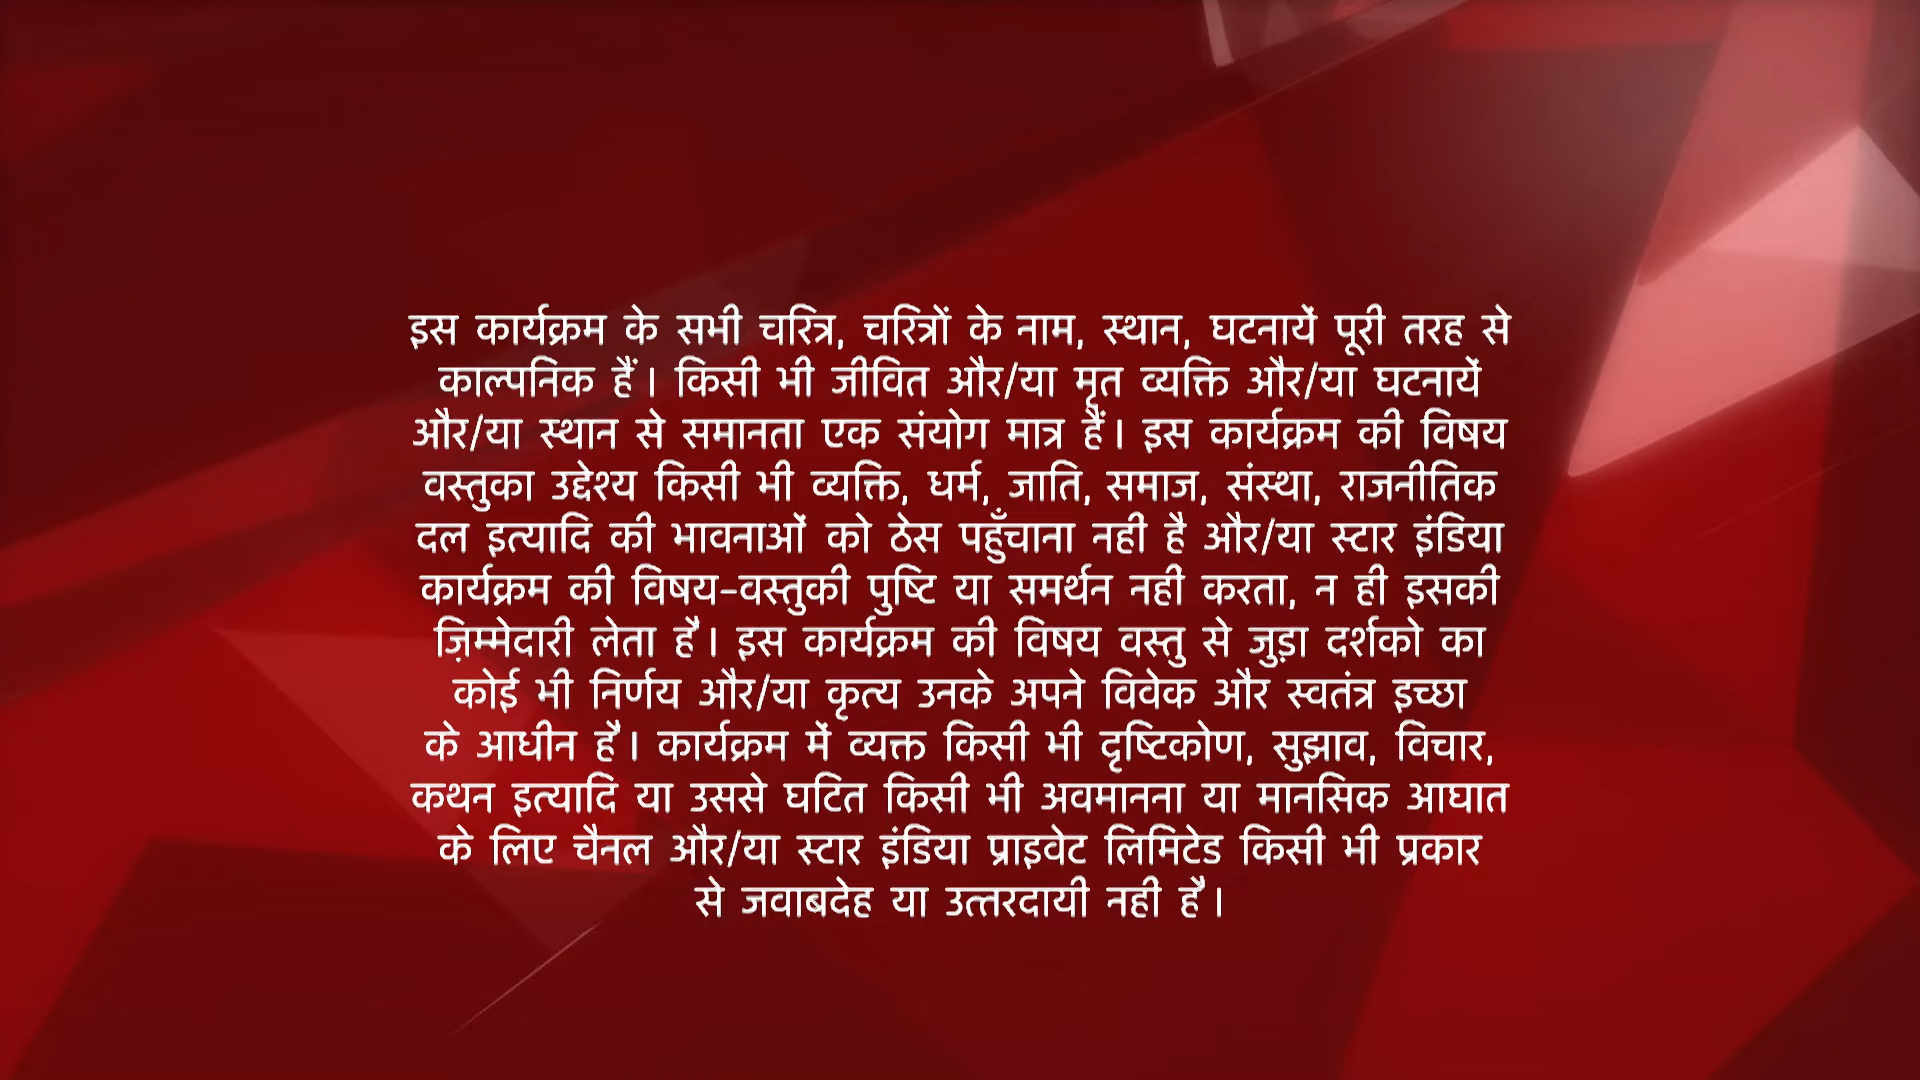 इस कार्यक्रम के सभी चरित्र, चरित्रों के नाम, स्थान, घटनायें पूरी तरह से
काल्पनिक हैं। किसी भी जीवित और/या मृत व्यक्ति और/या घटनायें
और/या स्थान से समानता एक संयोग मात्र हैं। इस कार्यक्रम की विषय
वस्तुका उद्देश्य किसी भी व्यक्ति, धर्म, जाति, समाज, संस्था, राजनीतिक
दल इत्यादि की भावनाओं को ठेस पहुँचाना नही है और/या स्टार इंडिया
कार्यक्रम की विषय-वस्तुकी पुष्टि या समर्थन नहीं करता, न ही इसकी
ज़िम्मेदारी लेता है। इस कार्यक्रम की विषय वस्तु से जुड़ा दर्शको का
कोई भी निर्णय और/या कृत्य उनके अपने विवेक और स्वतंत्र इच्छा
के आधीन है। कार्यक्रम में व्यक्त किसी भी दृष्टिकोण, सुझाव, विचार,
कथन इत्यादि या उससे घटित किसी भी अवमानना या मानसिक आघात
के लिए चैनल और/या स्टार इंडिया प्राइवेट लिमिटेड किसी भी प्रकार
से जवाबदेह या उत्तरदायी नही है।